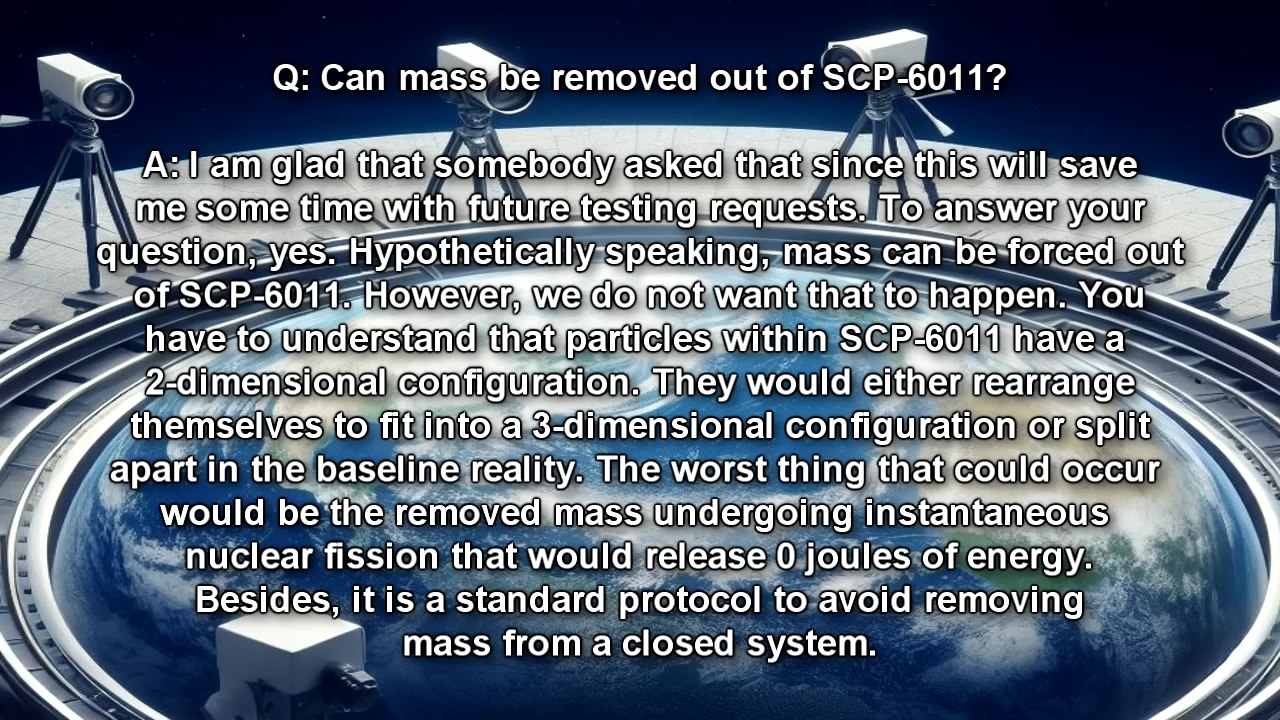 Q: Can mass be removed out of SCP-6011?
A: I am glad that somebody asked that since this will save
me some time with future testing requests. To answer your
question, yes. Hypothetically speaking, mass can be forced out
of SCP-6011. However, we do not want that to happen. You
have to understand that particles within SCP-6011 have a
2-dimensional configuration. They would either rearrange
themselves to fit into a 3-dimensional configuration or split
apart in the baseline reality. The worst thing that could occur
would be the removed mass undergoing instantaneous
nuclear fission that would release 0 joules of energy.
Besides, it is a standard protocol to avoid removing
mass from a closed system.